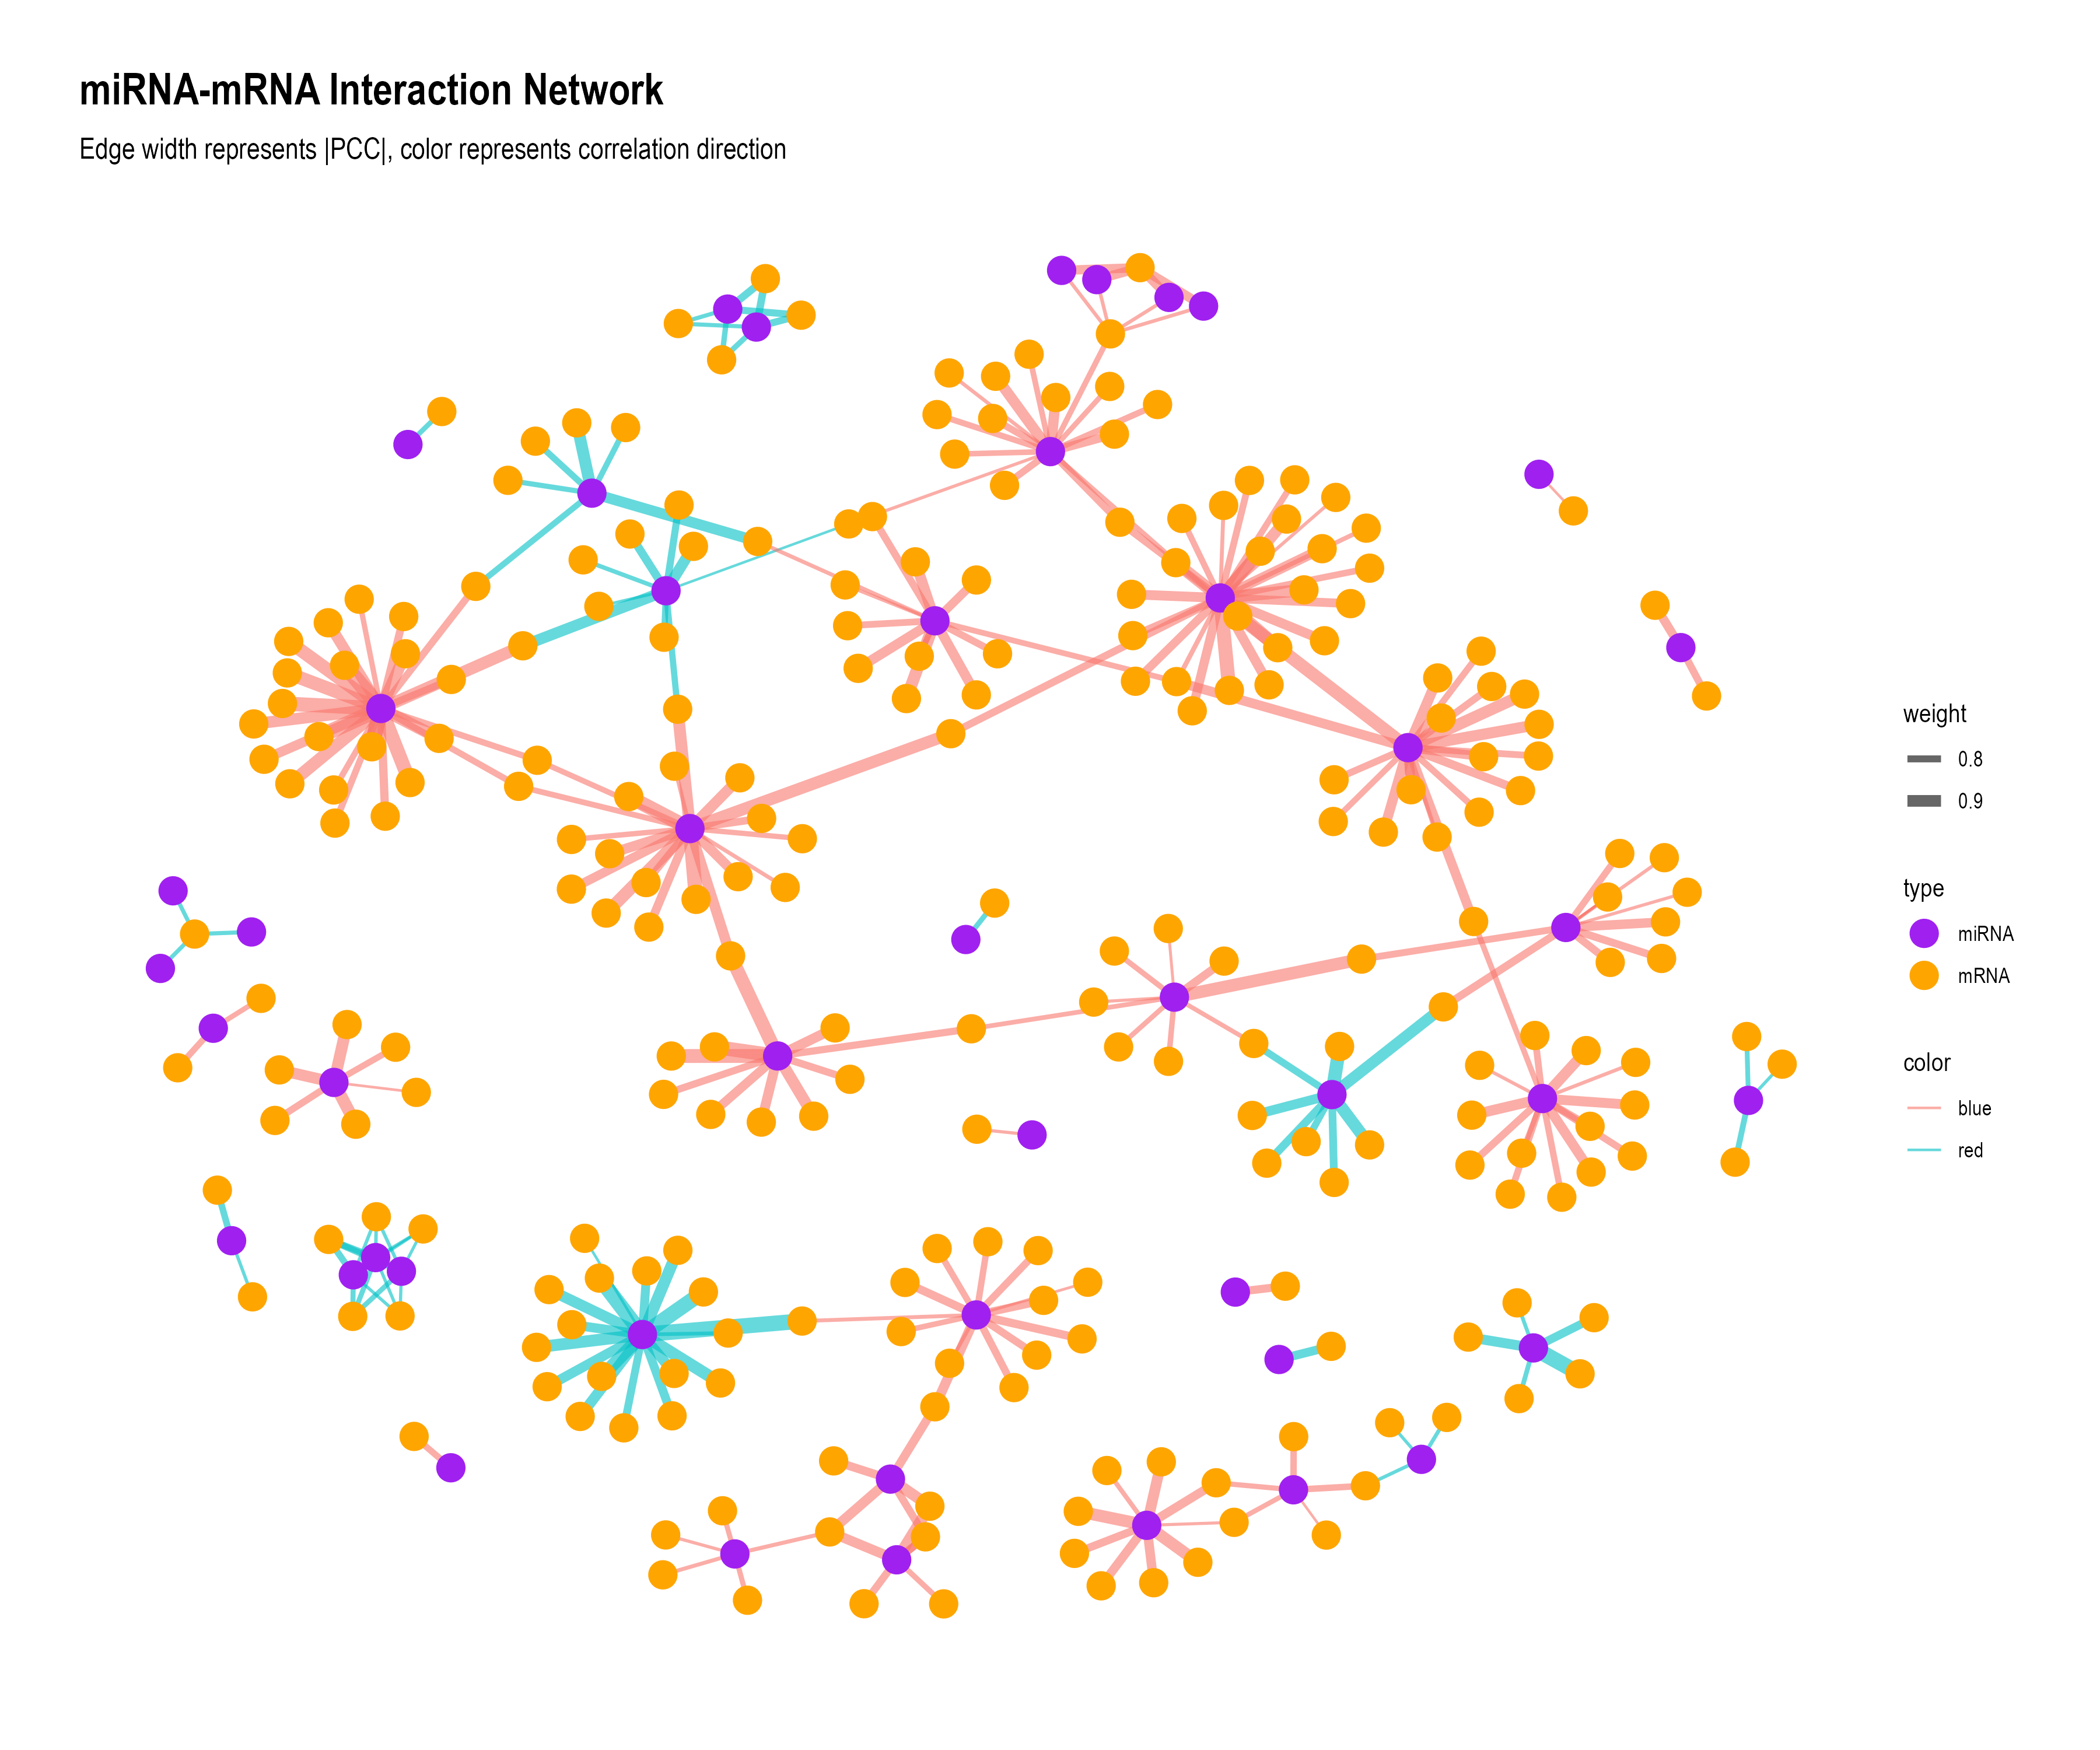 miRNA-mRNA Interaction Network
Edge width represents |PCC|, color represents correlation direction
weight
0.8
0.9
type
miRNA
mRNA
color
blue
red